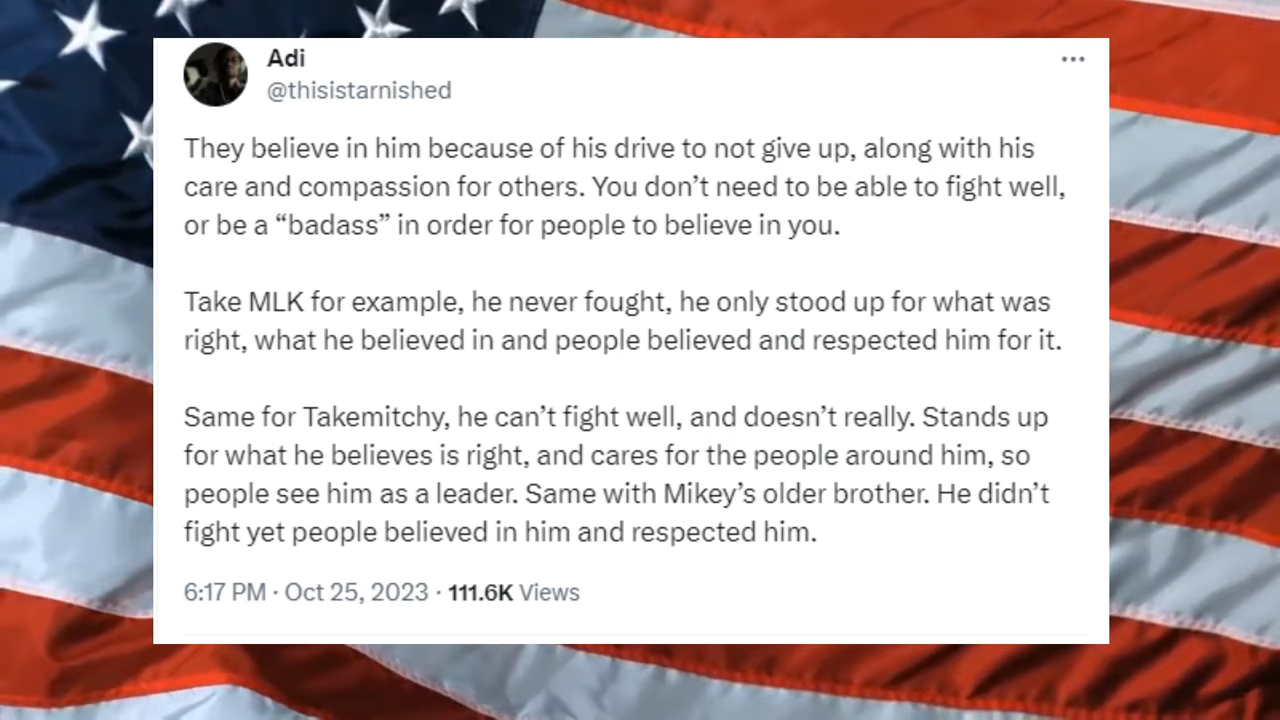 Adi
@thisistarnished
They believe in him because of his drive to not give up, along with his
care and compassion for others. You don’t need to be able to fight well,
or be a “badass” in order for people to believe in you.
Take MLK for example, he never fought, he only stood up for what was
right, what he believed in and people believed and respected him for it.
Same for Takemitchy, he can’t fight well, and doesn’t really. Stands up
for what he believes is right, and cares for the people around him, so
people see him as a leader. Same with Mikey’s older brother. He didn’t
fight yet people believed in him and respected him.
6:17 PM · Oct 25, 2023 · 111.6K Views